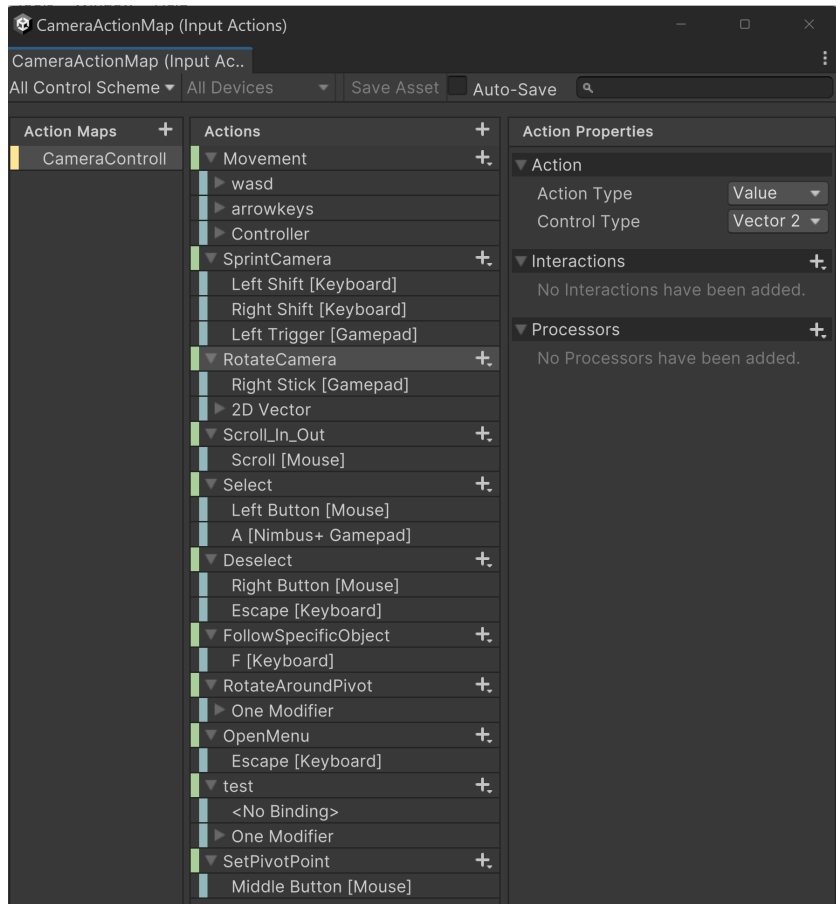 CameraActionMap (Input Actions)
CameraActionMap (Input Ac..
All Control Scheme All Devices Save Asset Auto-Save
Action Maps
CameraControll
Actions
Movement
wasd
arrowkeys
Controller
SprintCamera
Left Shift [Keyboard]
Right Shift [Keyboard]
Left Trigger [Gamepad]
RotateCamera
Right Stick [Gamepad]
2D Vector
Scroll_In_Out
Scroll [Mouse]
Select
Left Button [Mouse]
A [Nimbus+ Gamepad]
Deselect
Right Button [Mouse]
Escape [Keyboard]
FollowSpecificObject
F [Keyboard]
RotateAroundPivot
One Modifier
OpenMenu
Escape [Keyboard]
test
<No Binding>
One Modifier
SetPivotPoint
Middle Button [Mouse]
Action Properties
Action
Action Type Value
Control Type Vector 2
Interactions
No Interactions have been added.
Processors
No Processors have been added.